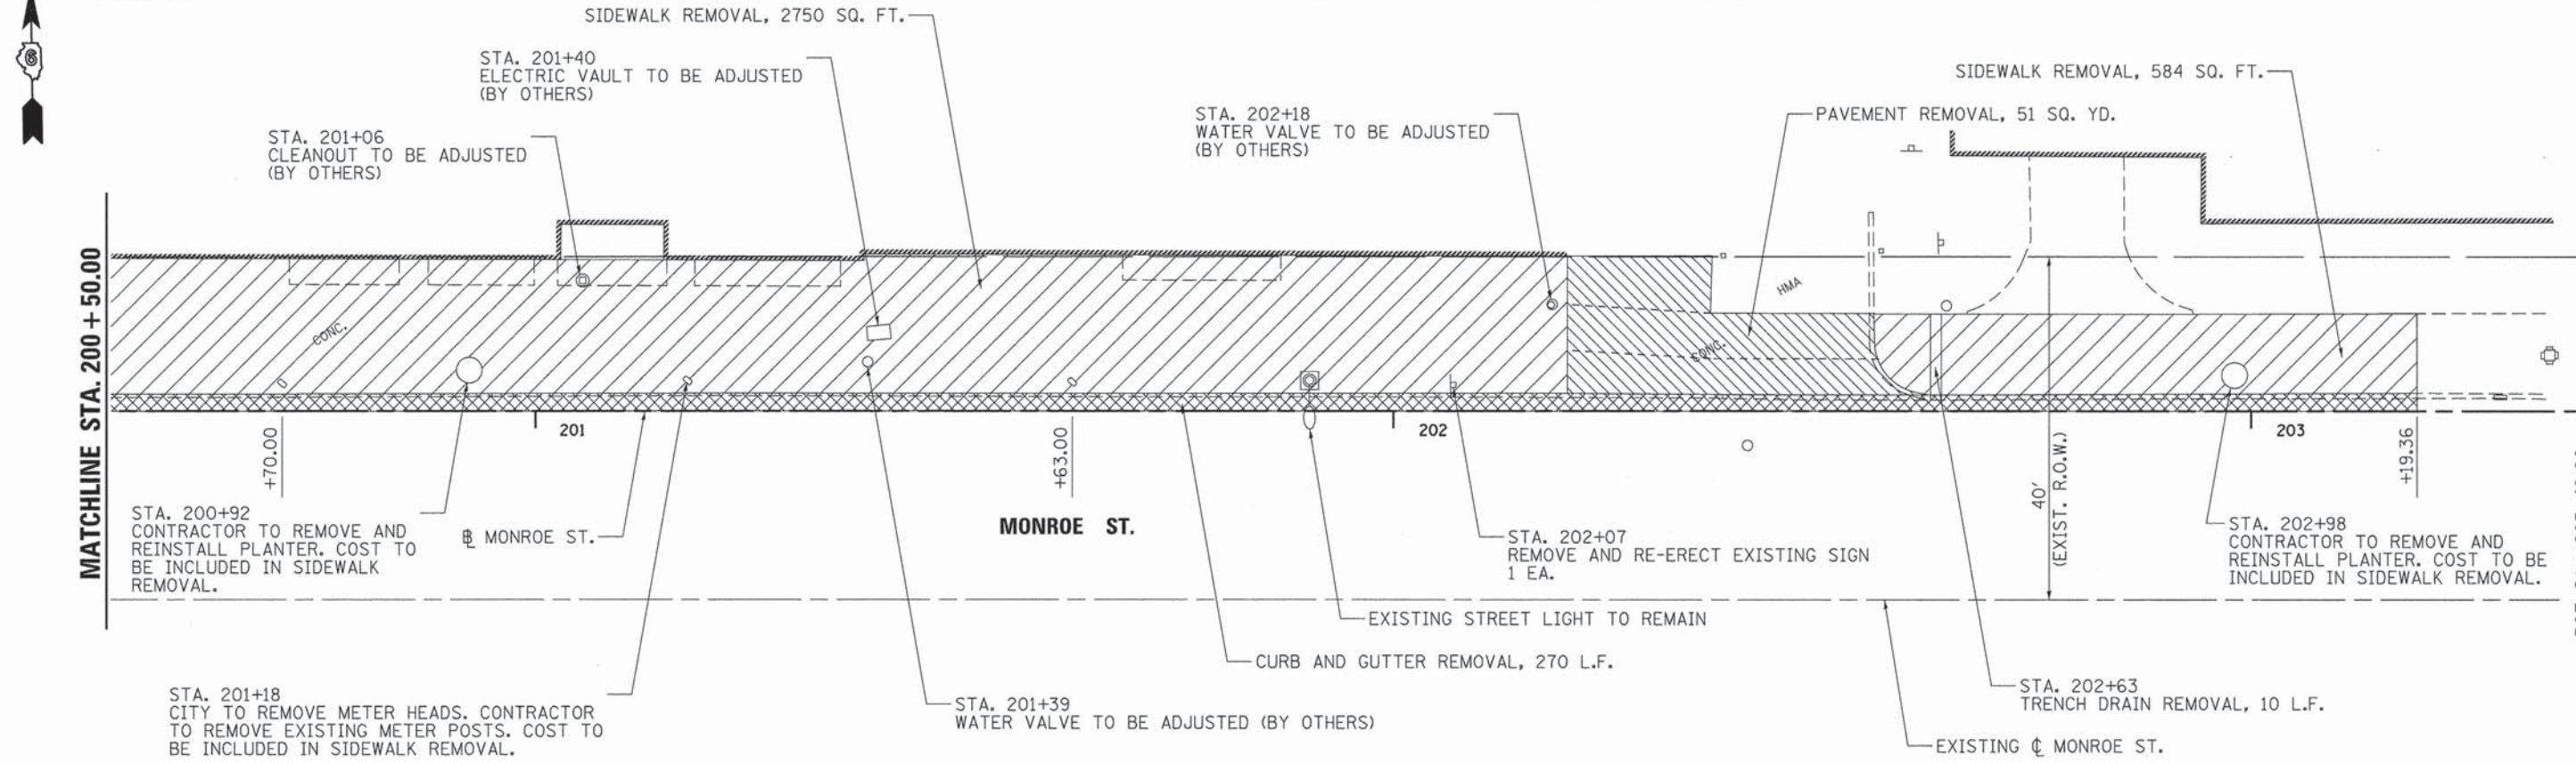 SIDEWALK REMOVAL, 2750 SQ. FT.
STA. 201+40
ELECTRIC VAULT TO BE ADJUSTED
(BY OTHERS)
SIDEWALK REMOVAL, 584 SQ. FT.
STA. 202+18
WATER VALVE TO BE ADJUSTED
(BY OTHERS)
PAVEMENT REMOVAL, 51 SQ. YD.
STA. 201+06
CLEANOUT TO BE ADJUSTED
(BY OTHERS)
MATCHLINE STA. 200+50.00
CONC.
CONC.
HMA
201
202
203
+70.00
+63.00
+19.36
40'
(EXIST. R.O.W.)
STA. 200+92
CONTRACTOR TO REMOVE AND
REINSTALL PLANTER. COST TO
BE INCLUDED IN SIDEWALK
REMOVAL.
℄ MONROE ST.
MONROE ST.
STA. 202+07
REMOVE AND RE-ERECT EXISTING SIGN
1 EA.
STA. 202+98
CONTRACTOR TO REMOVE AND
REINSTALL PLANTER. COST TO BE
INCLUDED IN SIDEWALK REMOVAL.
EXISTING STREET LIGHT TO REMAIN
CURB AND GUTTER REMOVAL, 270 L.F.
STA. 201+18
CITY TO REMOVE METER HEADS. CONTRACTOR
TO REMOVE EXISTING METER POSTS. COST TO
BE INCLUDED IN SIDEWALK REMOVAL.
STA. 201+39
WATER VALVE TO BE ADJUSTED (BY OTHERS)
STA. 202+63
TRENCH DRAIN REMOVAL, 10 L.F.
EXISTING ℄ MONROE ST.